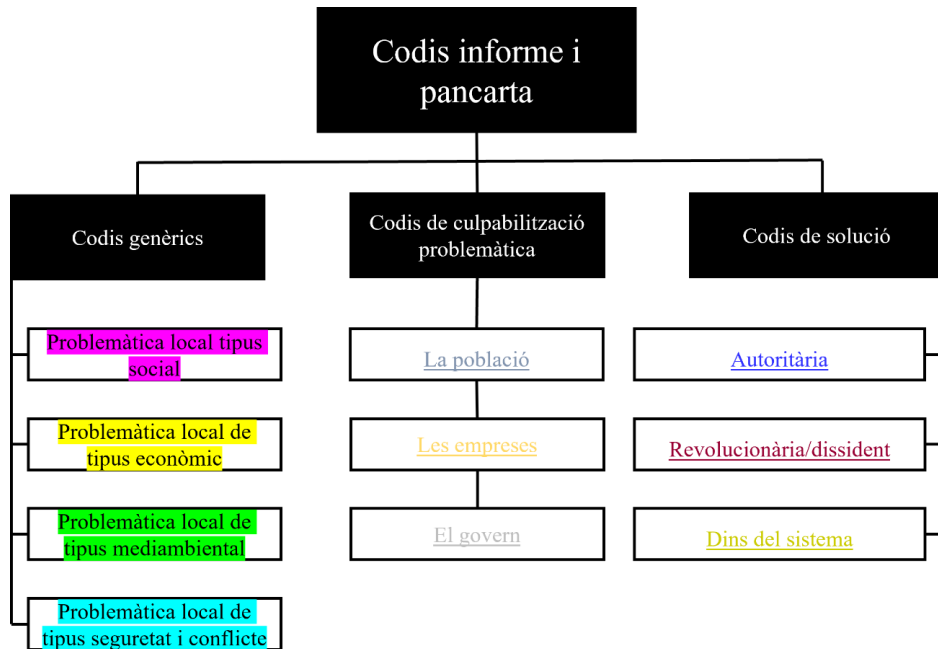 Codis informe i
pancarta
Codis genèrics
Codis de culpabilització
problemàtica
Codis de solució
Problemàtica local tipus
social
Problemàtica local de
tipus econòmic
Problemàtica local de
tipus mediambiental
Problemàtica local de
tipus seguretat i conflicte
La població
Les empreses
El govern
Autoritària
Revolucionària/dissident
Dins del sistema